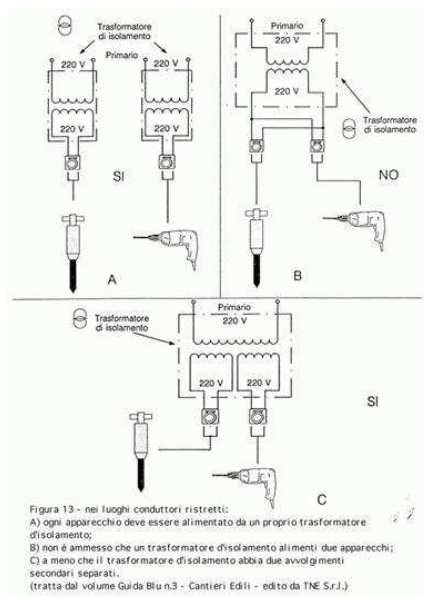 Trasformatore
di isolamento
Primario
220 V
220 V
220 V
220 V
SI
A
Primario
220 V
220 V
Trasformatore
di isolamento
NO
B
Trasformatore
di isolamento
Primario
220 V
220 V
220 V
SI
C
Figura 13 - nei luoghi conduttori ristretti:
A) ogni apparecchio deve essere alimentato da un proprio trasformatore
d'isolamento;
B) non é ammesso che un trasformatore d'isolamento alimenti due apparecchi;
C) a meno che il trasformatore d'isolamento abbia due avvolgimenti
secondari separati.
(tratta dal volume Guida Blu n.3 - Cantieri Edili - edito da TNE S.r.l.)